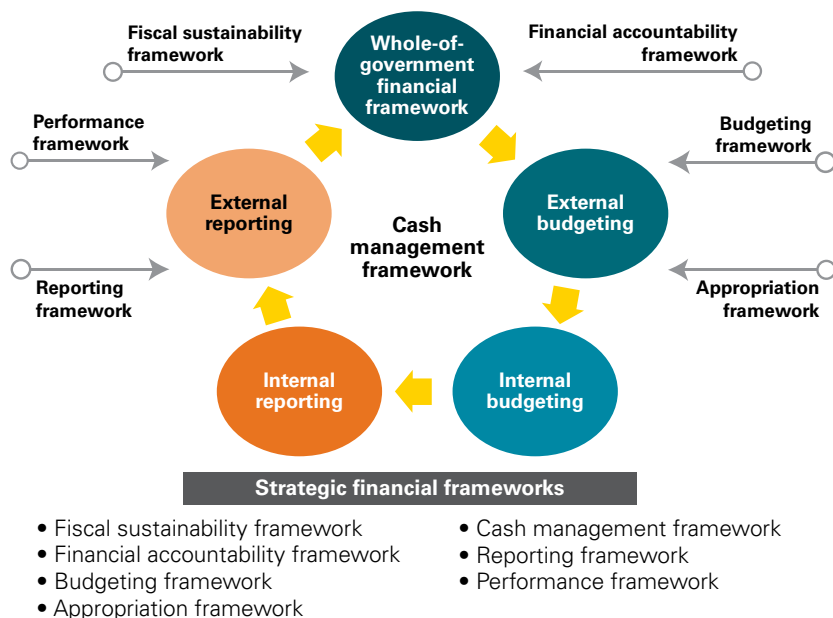 Fiscal sustainability
framework
Whole-of-
government
financial
framework
Financial accountability
framework
Performance
framework
Budgeting
framework
External
reporting
Cash
management
framework
External
budgeting
Reporting
framework
Appropriation
framework
Internal
reporting
Internal
budgeting
Strategic financial frameworks
• Fiscal sustainability framework
• Financial accountability framework
• Budgeting framework
• Appropriation framework
• Cash management framework
• Reporting framework
• Performance framework